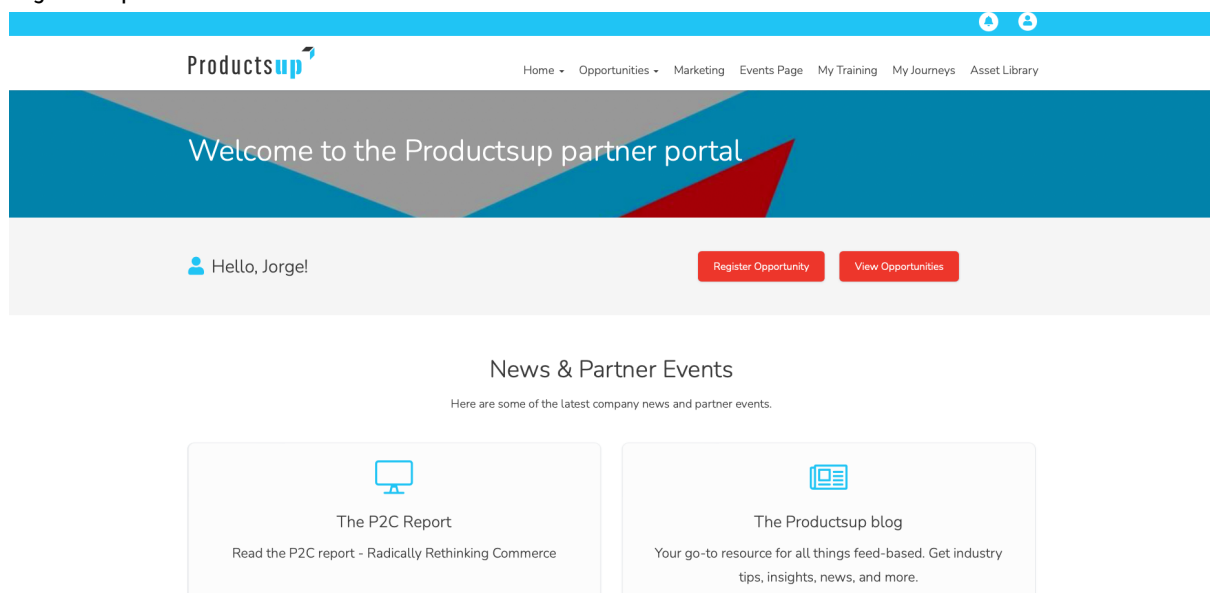 Productsup
Home Opportunities Marketing Events Page My Training My Journeys Asset Library
Welcome to the Productsup partner portal
Hello, Jorge!
Register Opportunity View Opportunities
News & Partner Events
Here are some of the latest company news and partner events.
The P2C Report
Read the P2C report - Radically Rethinking Commerce
The Productsup blog
Your go-to resource for all things feed-based. Get industry
tips, insights, news, and more.